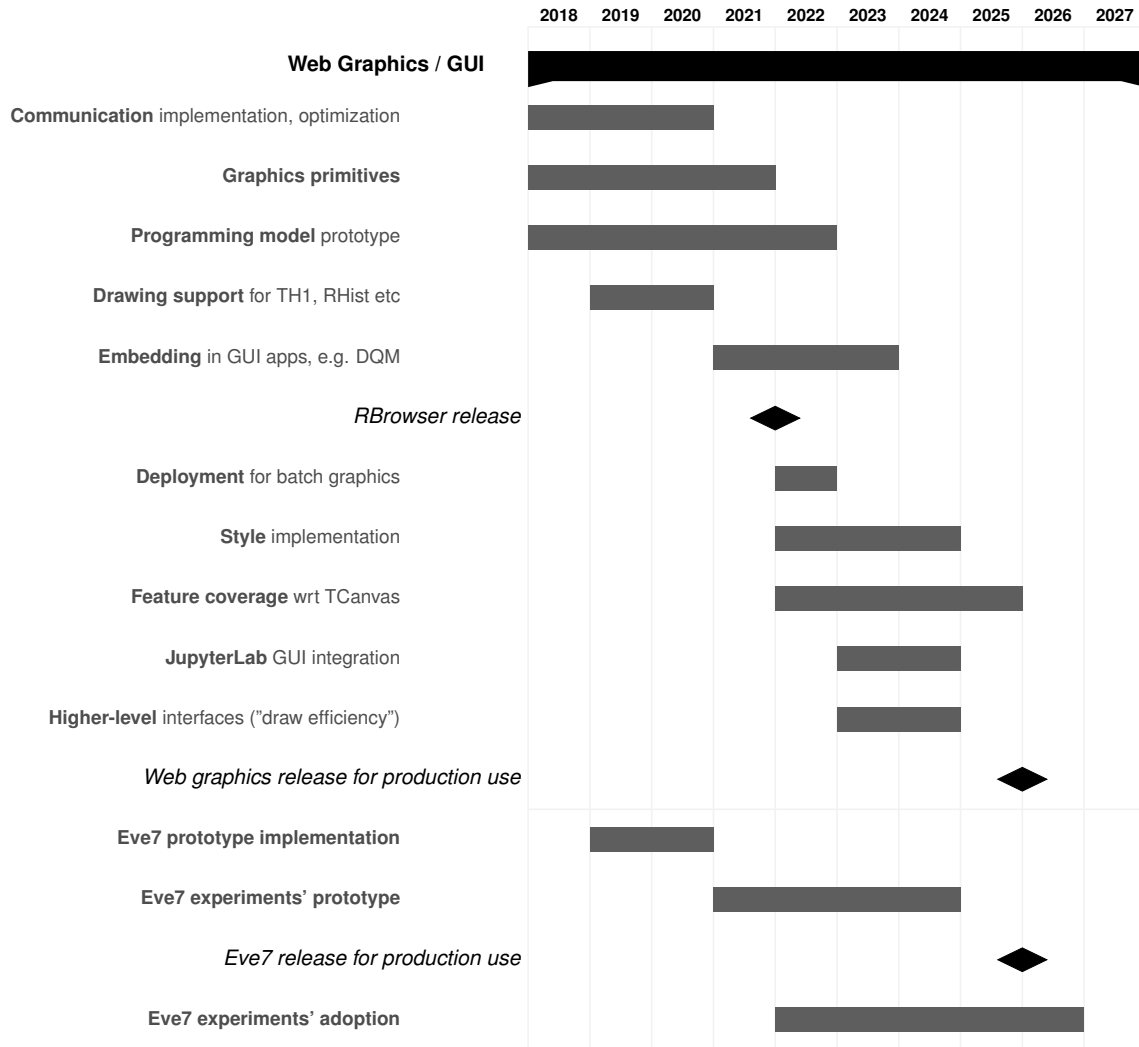 2018 2019 2020 2021 2022 2023 2024 2025 2026 2027
Web Graphics / GUI
Communication implementation, optimization
Graphics primitives
Programming model prototype
Drawing support for TH1, RHist etc
Embedding in GUI apps, e.g. DQM
RBrowser release
Deployment for batch graphics
Style implementation
Feature coverage wrt TCanvas
JupyterLab GUI integration
Higher-level interfaces (”draw efficiency”)
Web graphics release for production use
Eve7 prototype implementation
Eve7 experiments’ prototype
Eve7 release for production use
Eve7 experiments’ adoption